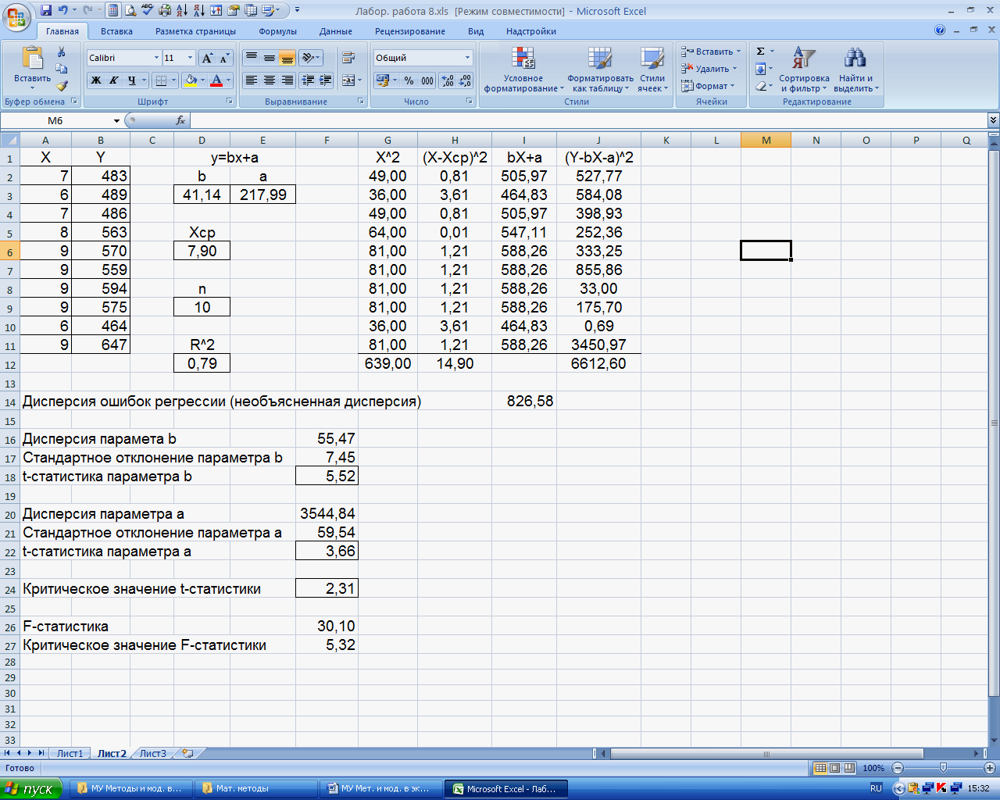 Лабор. работа 8.xls [Режим совместимости] - Microsoft Excel
Главная Вставка Разметка страницы Формулы Данные Рецензирование Вид Надстройки
Вставить
Calibri 11
Ж К Ч
Общий
% 000
Условное форматирование
Форматировать как таблицу
Стили ячеек
Вставить
Удалить
Формат
Сортировка и фильтр
Найти и выделить
Буфер обмена Шрифт Выравнивание Число Стили Ячейки Редактирование
M6 fx
A B C D E F G H I J K L M N O P Q
1 X Y y=bx+a X^2 (X-Xср)^2 bX+a (Y-bX-a)^2
2 7 483 b a 49,00 0,81 505,97 527,77
3 6 489 41,14 217,99 36,00 3,61 464,83 584,08
4 7 486 49,00 0,81 505,97 398,93
5 8 563 Xср 64,00 0,01 547,11 252,36
6 9 570 7,90 81,00 1,21 588,26 333,25
7 9 559 81,00 1,21 588,26 855,86
8 9 594 n 81,00 1,21 588,26 33,00
9 9 575 10 81,00 1,21 588,26 175,70
10 6 464 36,00 3,61 464,83 0,69
11 9 647 R^2 81,00 1,21 588,26 3450,97
12 0,79 639,00 14,90 6612,60
13
14 Дисперсия ошибок регрессии (необъясненная дисперсия) 826,58
15
16 Дисперсия парамета b 55,47
17 Стандартное отклонение параметра b 7,45
18 t-статистика параметра b 5,52
19
20 Дисперсия параметра a 3544,84
21 Стандартное отклонение параметра a 59,54
22 t-статистика параметра a 3,66
23
24 Критическое значение t-статистики 2,31
25
26 F-статистика 30,10
27 Критическое значение F-статистики 5,32
28
29
30
31
32
33
Лист1 Лист2 Лист3
Готово 100%
пуск МУ Методы и мод. в... Мат. методы МУ Мет. и мод. в эк... Microsoft Excel - Лаб... RU 15:32